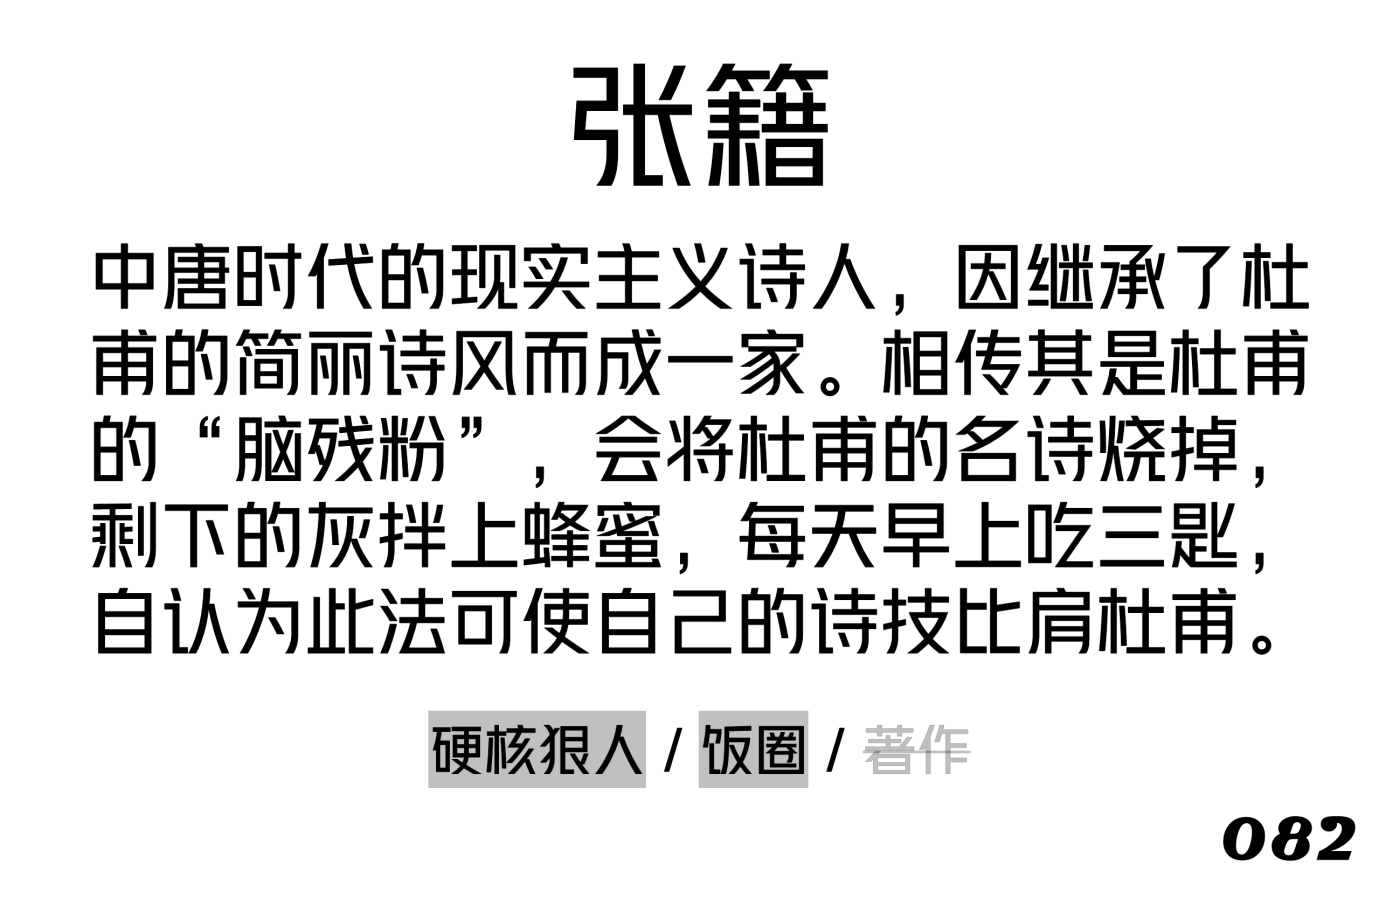 张籍
中唐时代的现实主义诗人，因继承了杜
甫的简丽诗风而成一家。相传其是杜甫
的“脑残粉”，会将杜甫的名诗烧掉，
剩下的灰拌上蜂蜜，每天早上吃三匙，
自认为此法可使自己的诗技比肩杜甫。
硬核狠人 / 饭圈 / 著作
082